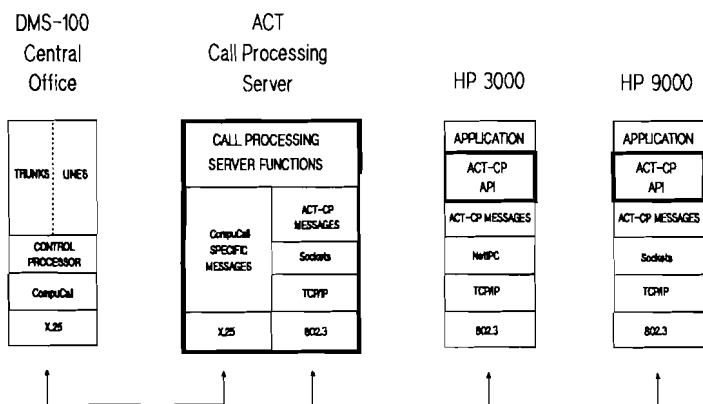 DMS-100
Central
Office
ACT
Call Processing
Server
HP 3000
HP 9000
TRUNKS
LINES
CONTROL
PROCESSOR
CompuCall
X.25
CALL PROCESSING
SERVER FUNCTIONS
CompuCall
SPECIFIC
MESSAGES
X.25
ACT-CP
MESSAGES
Sockets
TCP/IP
802.3
APPLICATION
ACT-CP
API
ACT-CP MESSAGES
NetIPC
TCP/IP
802.3
APPLICATION
ACT-CP
API
ACT-CP MESSAGES
Sockets
TCP/IP
802.3